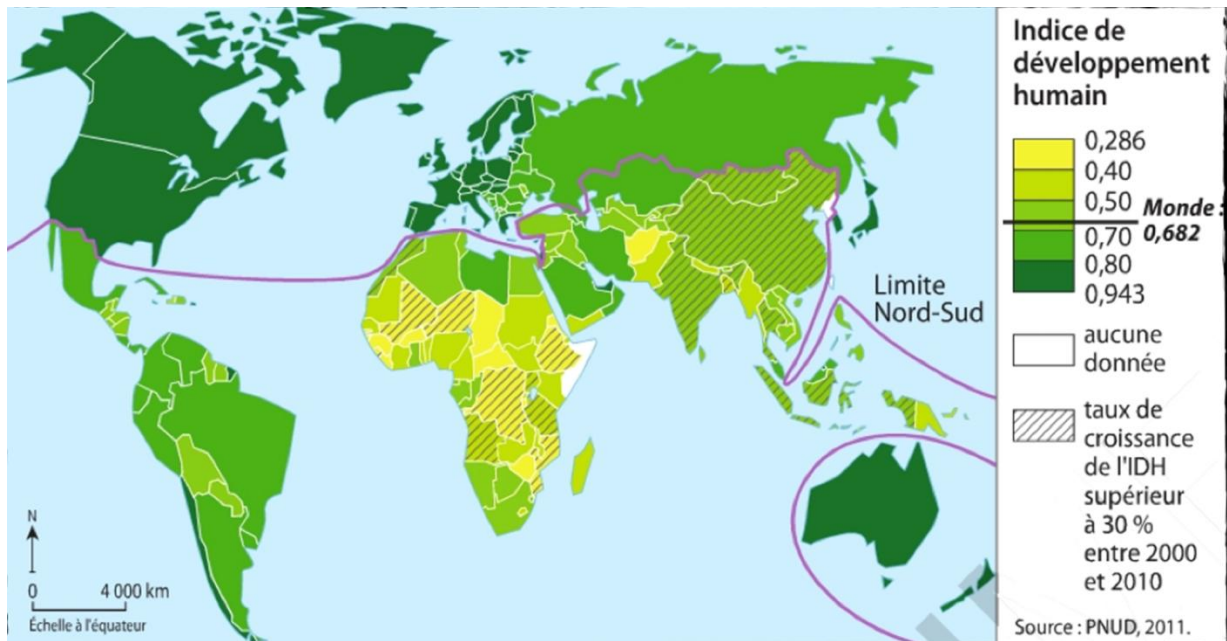 Indice de
développement
humain
0,286
0,40
0,50
Monde :
0,682
0,70
0,80
0,943
aucune
donnée
taux de
croissance
de l'IDH
supérieur
à 30 %
entre 2000
et 2010
Source : PNUD, 2011.
Limite
Nord-Sud
N
0 4 000 km
Échelle à l'équateur